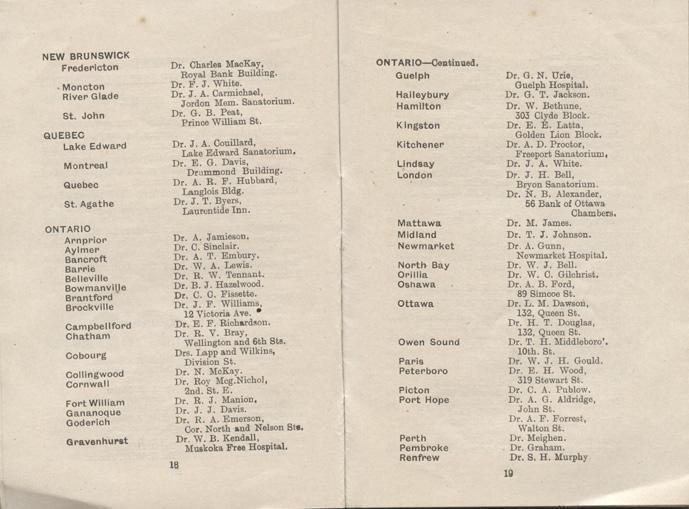 NEW BRUNSWICK
Fredericton Dr. Charles MacKay,
Royal Bank Building.
Moncton Dr. F. J. White.
River Glade Dr. J. A. Carmichael,
Jordon Mem. Sanatorium.
St. John Dr. G. B. Peat,
Prince William St.
QUEBEC
Lake Edward Dr. J. A. Couillard,
Lake Edward Sanatorium.
Montreal Dr. E. G. Davis,
Drummond Building.
Quebec Dr. A. R. F. Hubbard,
Langlois Bldg.
St. Agathe Dr. J. T. Byers,
Laurentide Inn.
ONTARIO
Arnprior Dr. A. Jamieson.
Aylmer Dr. C. Sinclair.
Bancroft Dr. A. T. Embury.
Barrie Dr. W. A. Lewis.
Belleville Dr. R. W. Tennant.
Bowmanville Dr. B. J. Hazelwood.
Brantford Dr. C. C. Fissette.
Brockville Dr. J. F. Williams,
12 Victoria Ave.
Campbellford Dr. E. F. Richardson.
Chatham Dr. R. V. Bray,
Wellington and 6th Sts.
Cobourg Drs. Lapp and Wilkins,
Division St.
Collingwood Dr. N. McKay.
Cornwall Dr. Roy Mcg.Nichol,
2nd. St. E.
Fort William Dr. R. J. Manion,
Gananoque Dr. J. J. Davis.
Goderich Dr. R. A. Emerson,
Cor. North and Nelson Sts.
Gravenhurst Dr. W. B. Kendall,
Muskoka Free Hospital.
18
ONTARIO—Continued.
Guelph Dr. G. N. Urie,
Guelph Hospital.
Haileybury Dr. G. T. Jackson.
Hamilton Dr. W. Bethune,
303 Clyde Block.
Kingston Dr. E. E. Latta,
Golden Lion Block.
Kitchener Dr. A. D. Proctor,
Freeport Sanatorium,
Lindsay Dr. J. A. White.
London Dr. J. H. Bell,
Bryon Sanatorium.
Dr. N. B. Alexander,
56 Bank of Ottawa
Chambers.
Mattawa Dr. M. James.
Midland Dr. T. J. Johnson.
Newmarket Dr. A. Gunn,
Newmarket Hospital.
North Bay Dr. W. J. Bell.
Orillia Dr. W. C. Gilchrist.
Oshawa Dr. A. B. Ford,
89 Simcoe St.
Ottawa Dr. L. M. Dawson,
132, Queen St.
Dr. H. T. Douglas,
132, Queen St.
Owen Sound Dr. T. H. Middleboro'.
10th. St.
Paris Dr. W. J. H. Gould.
Peterboro Dr. E. H. Wood,
319 Stewart St.
Picton Dr. C. A. Publow.
Port Hope Dr. A. G. Aldridge,
John St.
Dr. A. F. Forrest,
Walton St.
Perth Dr. Meighen.
Pembroke Dr. Graham.
Renfrew Dr. S. H. Murphy
19